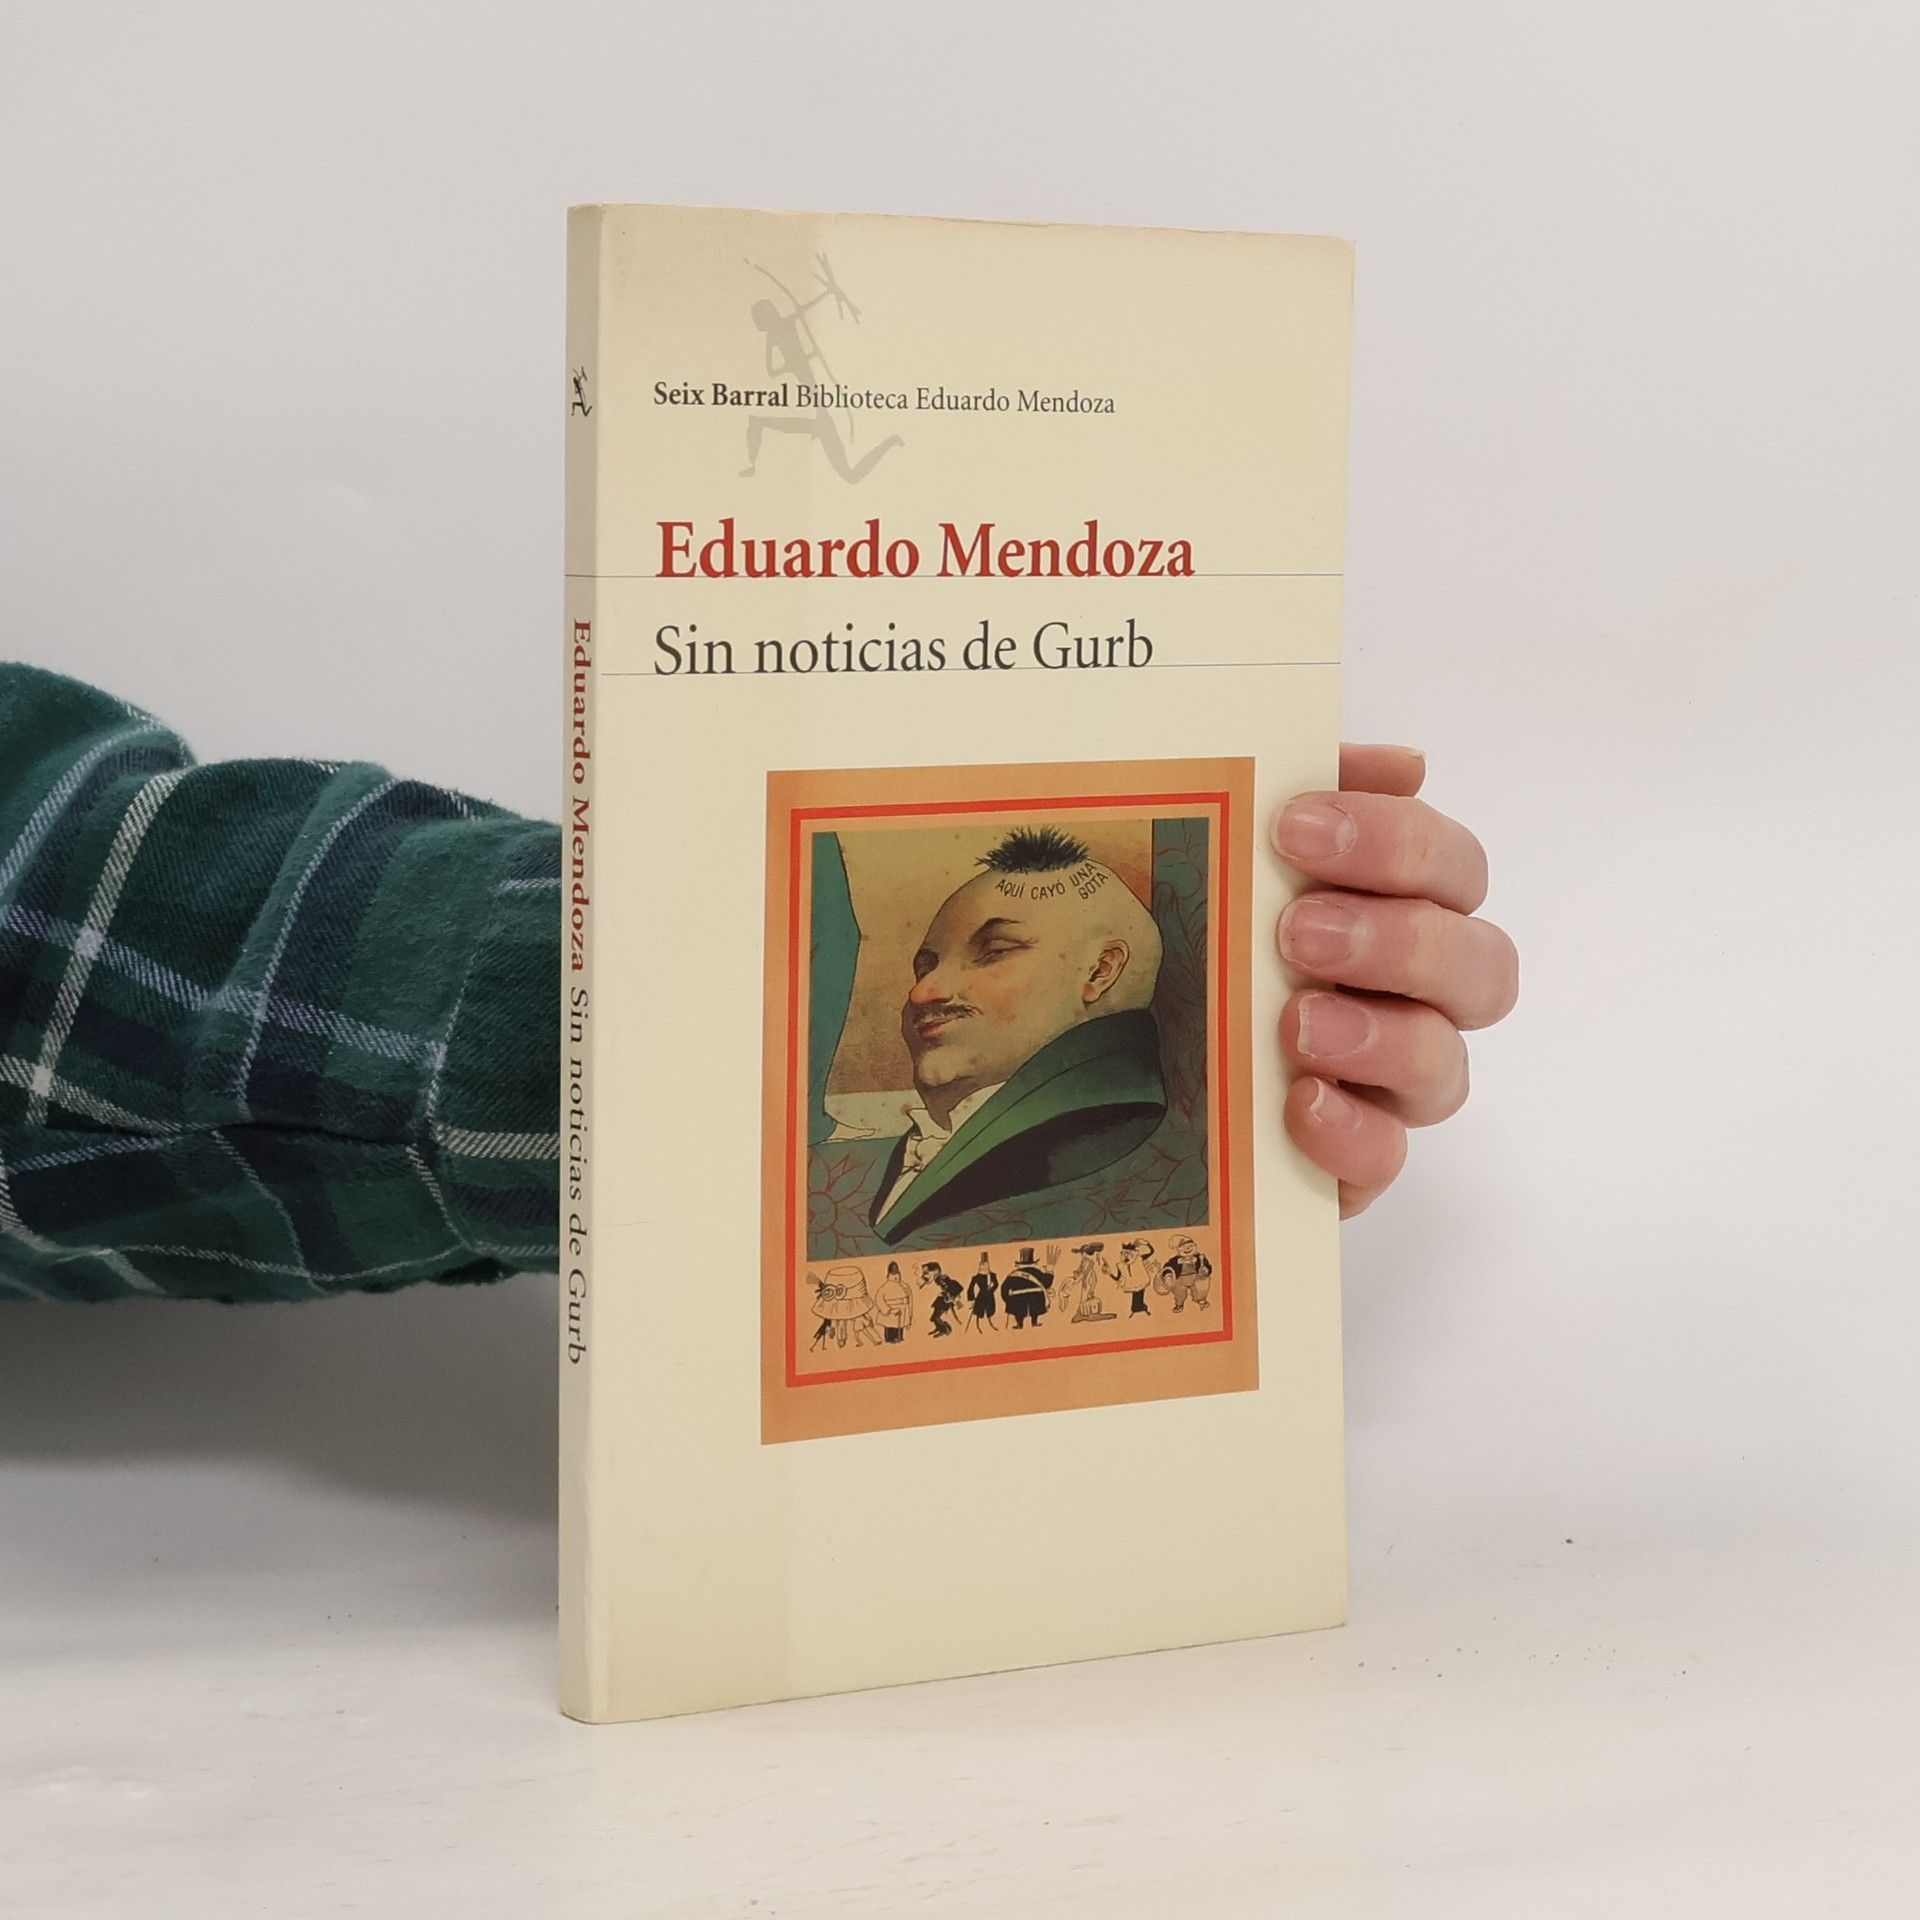 Seix Barral Biblioteca Eduardo Mendoza
Eduardo Mendoza
Sin noticias de Gurb
AQUÍ CAYÓ UNA
GOTA
Eduardo Mendoza Sin noticias de Gurb